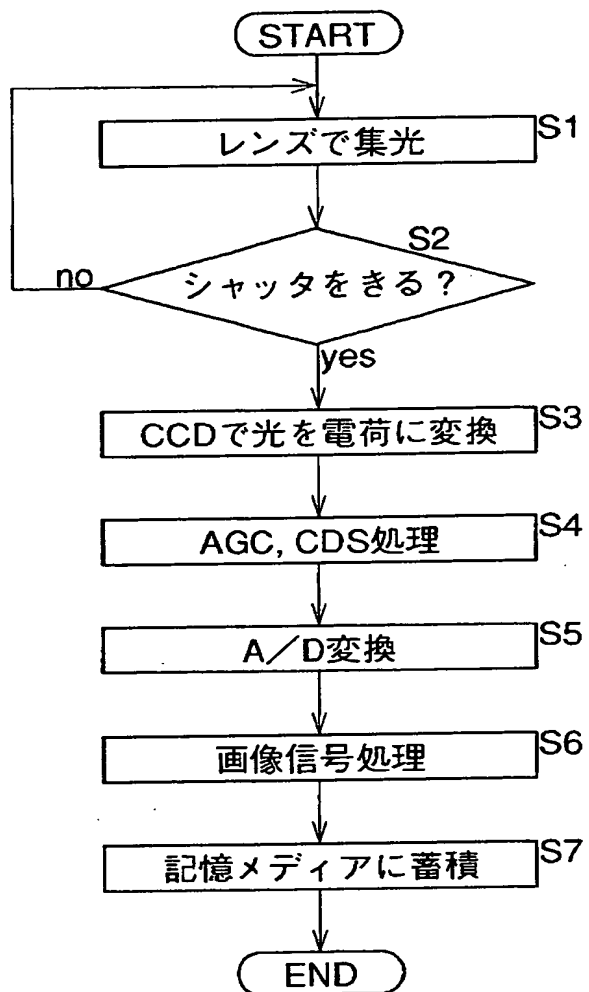 START
レンズで集光
S1
S2
シャッタをきる?
no
yes
CCDで光を電荷に変換
S3
AGC, CDS処理
S4
A/D変換
S5
画像信号処理
S6
記憶メディアに蓄積
S7
END